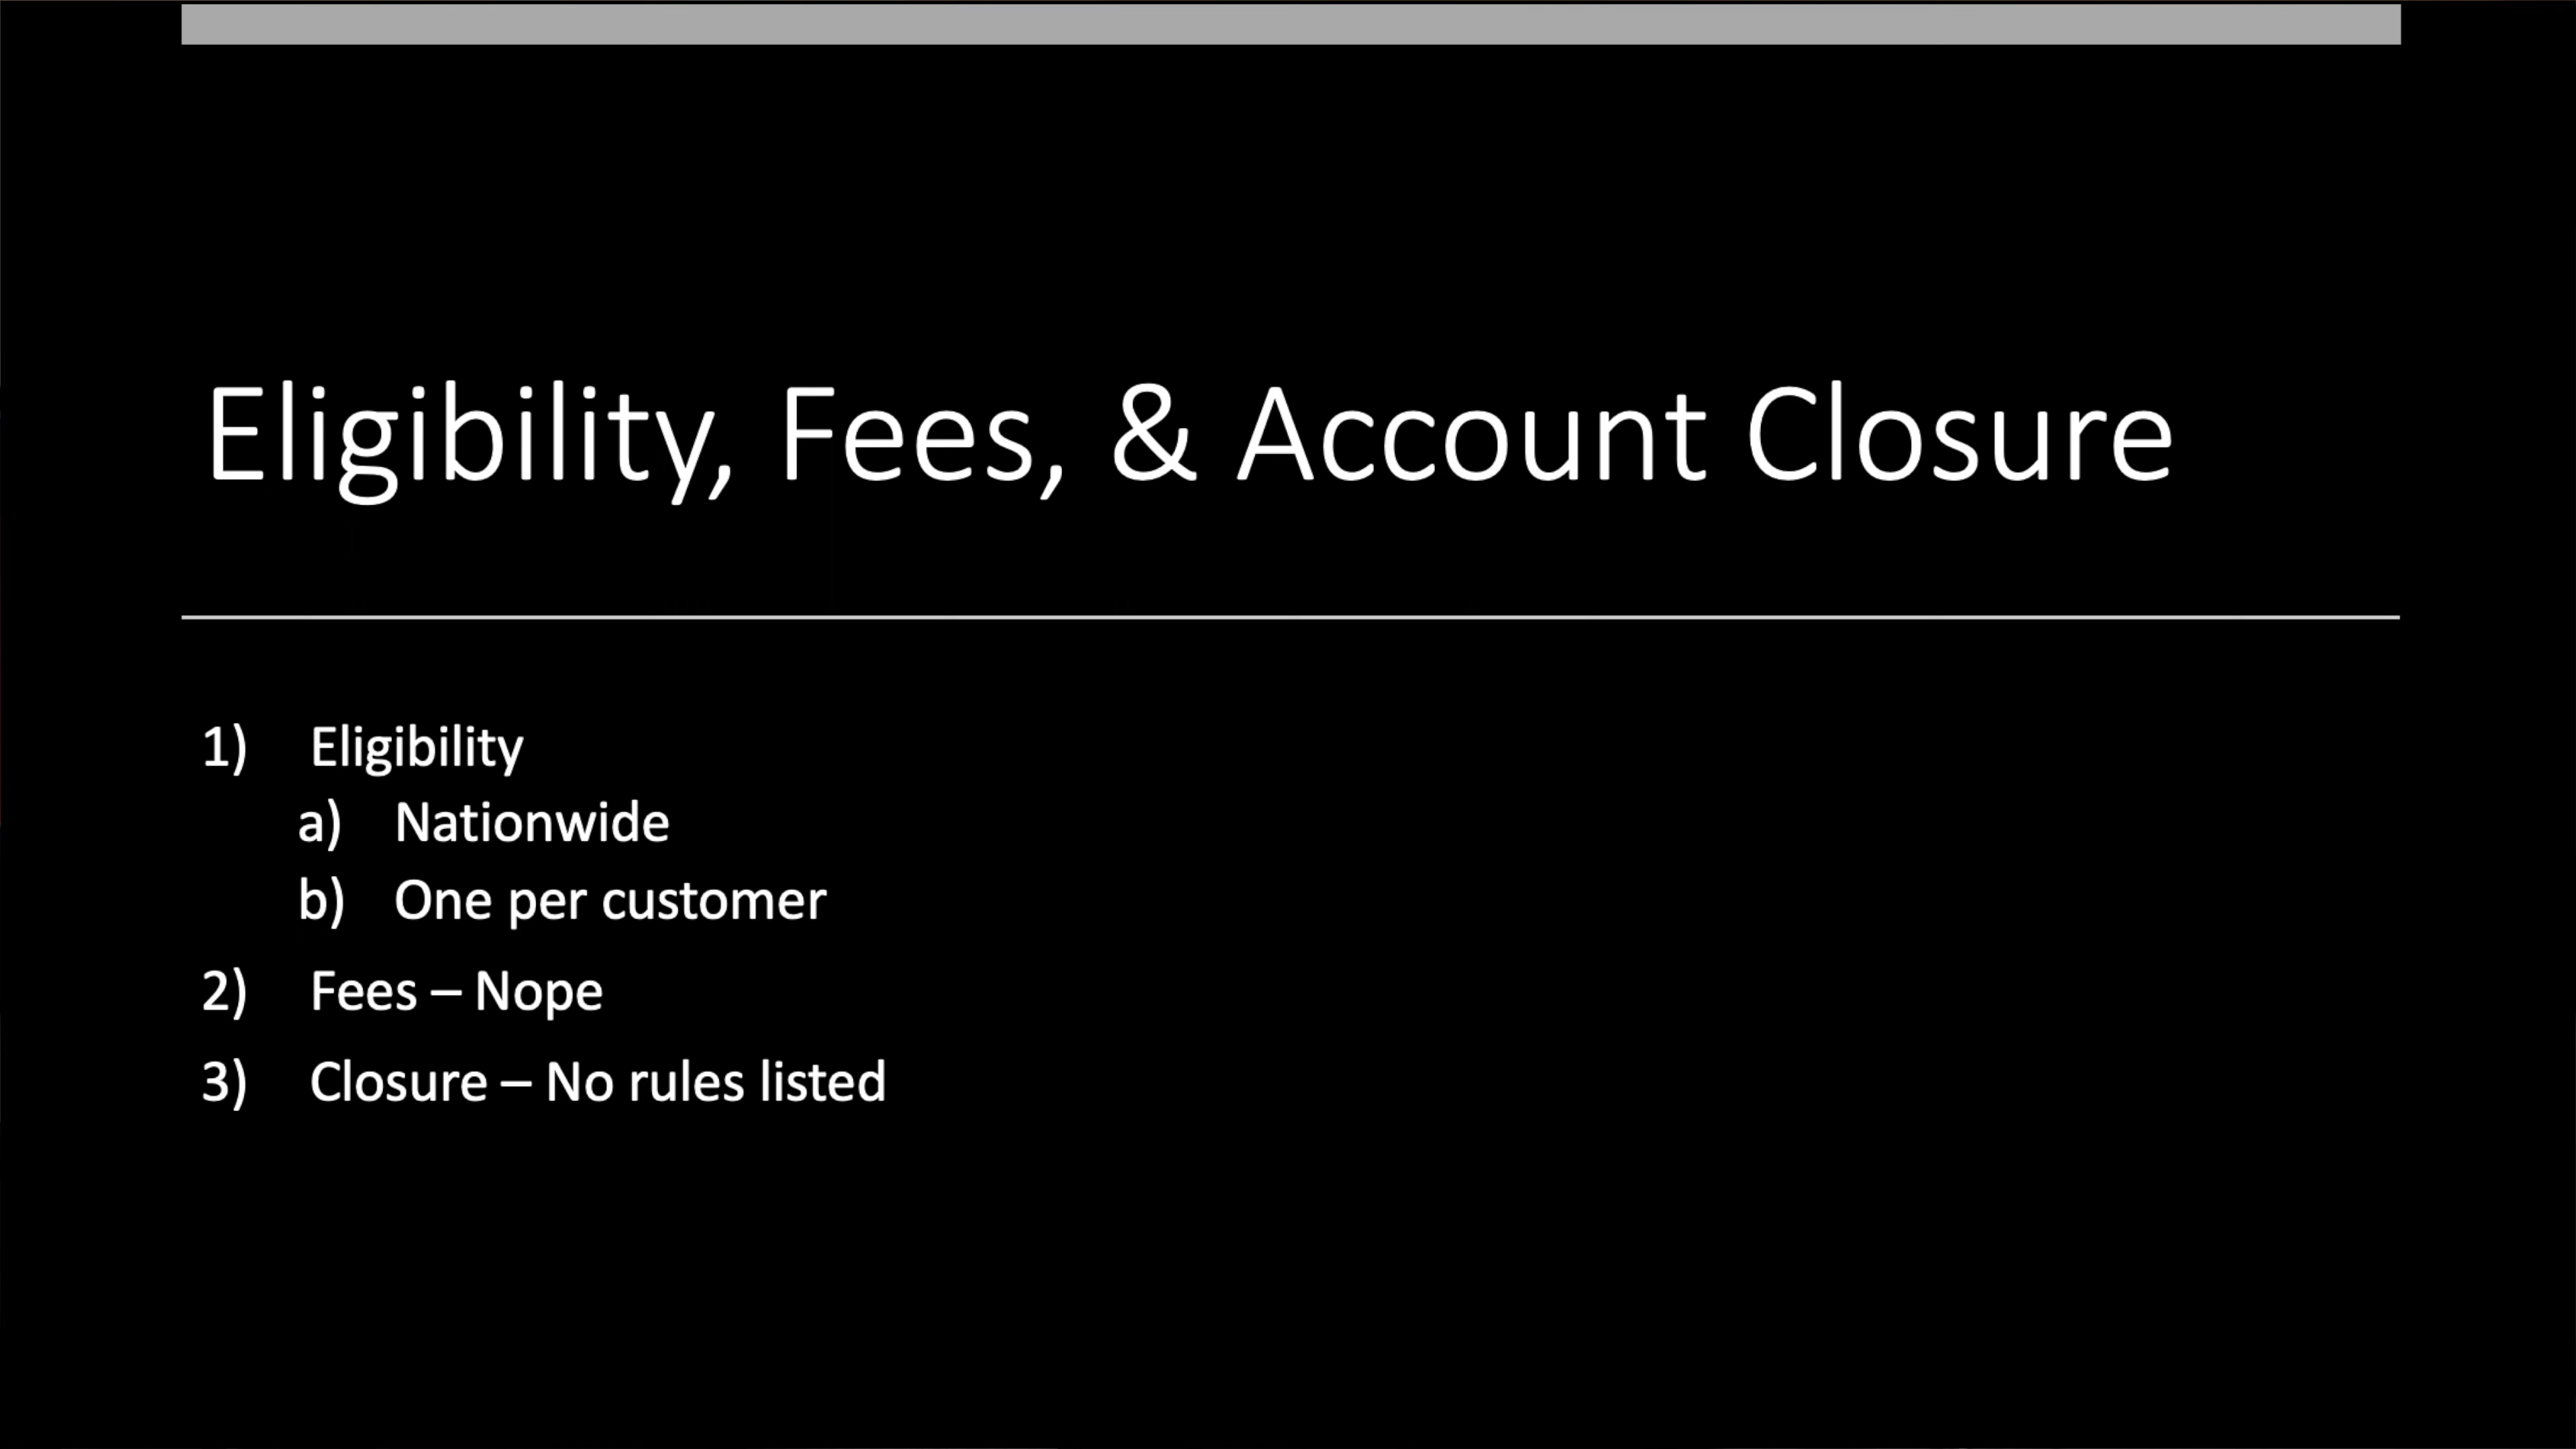 Eligibility, Fees, & Account Closure
1) Eligibility
a) Nationwide
b) One per customer
2) Fees – Nope
3) Closure – No rules listed